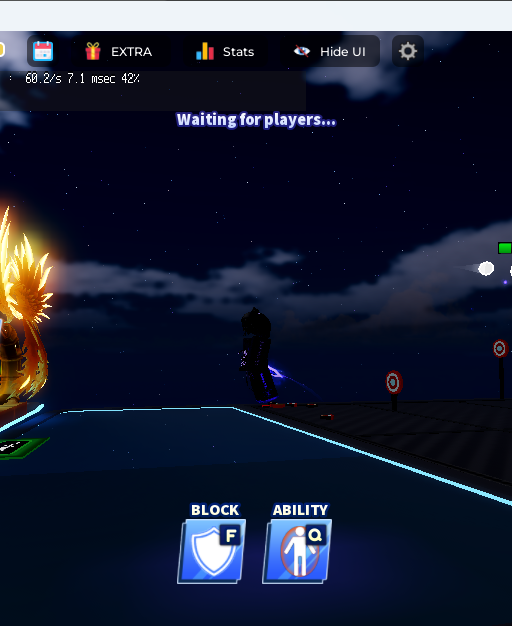 EXTRA
Stats
Hide UI
: 60.2/s 7.1 msec 42%
Waiting for players...
BLOCK
ABILITY
F
Q